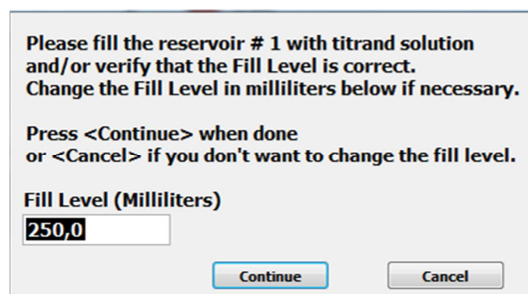 Please fill the reservoir # 1 with titrand solution
and/or verify that the Fill Level is correct.
Change the Fill Level in milliliters below if necessary.
Press <Continue> when done
or <Cancel> if you don't want to change the fill level.
Fill Level (Milliliters)
250,0
Continue
Cancel